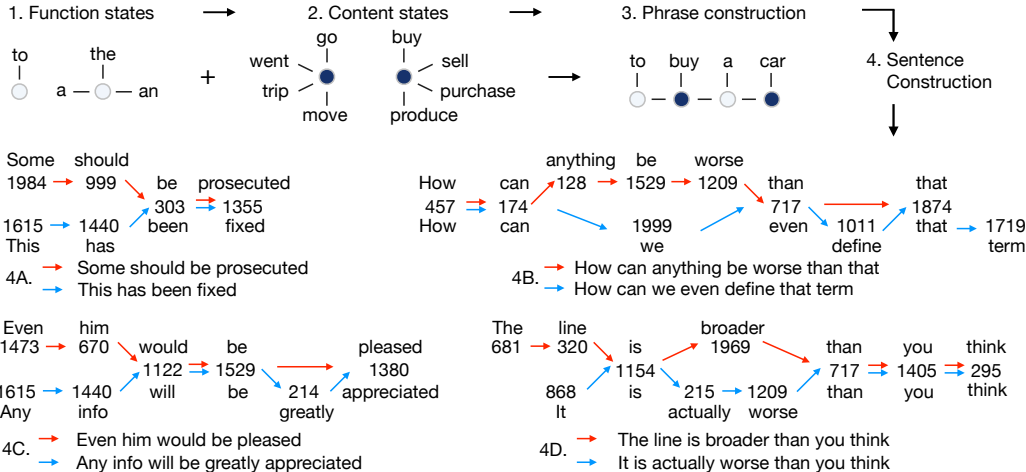 1. Function states
2. Content states
3. Phrase construction
4. Sentence
Construction
to
the
a
an
+
go
went
trip
move
buy
sell
purchase
produce
to buy a car
Some should
1984 999 be prosecuted
303 1355
1615 1440 been fixed
This has
4A. Some should be prosecuted
This has been fixed
anything be worse
How can 128 1529 1209 than that
457 174 717 1874
How can 1999 even 1011 that 1719
we define term
4B. How can anything be worse than that
How can we even define that term
Even him
1473 670 would be pleased
1122 1529 1380
1615 1440 will be 214 appreciated
Any info greatly
4C. Even him would be pleased
Any info will be greatly appreciated
The line broader
681 320 is 1969 than you think
1154 717 1405 295
868 is 215 1209 than you think
It actually worse
4D. The line is broader than you think
It is actually worse than you think